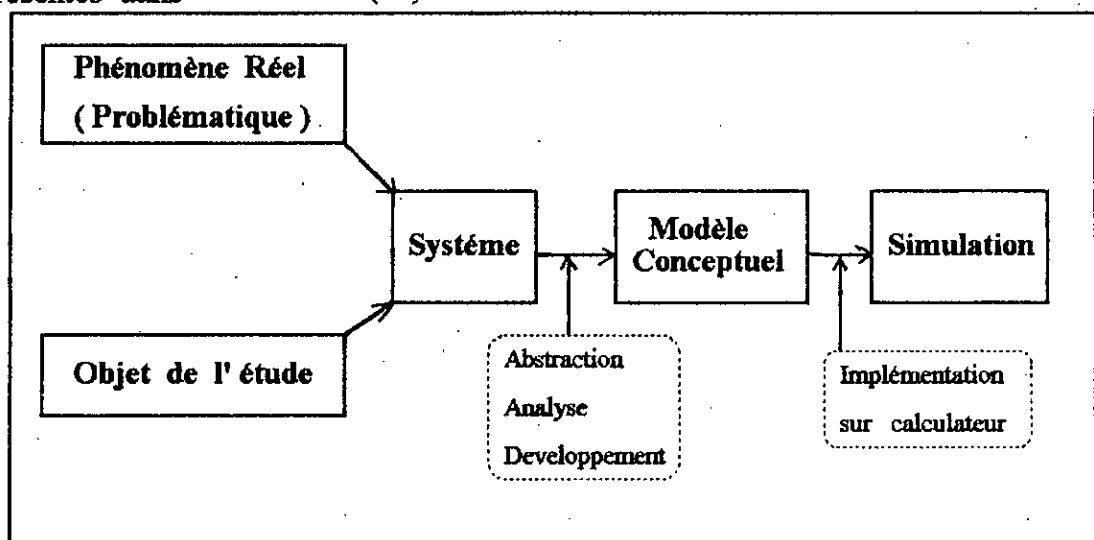 Phénomène Réel
( Problématique )
Systéme
Modèle
Conceptuel
Simulation
Objet de l' étude
Abstraction
Analyse
Developpement
Implémentation
sur calculateur